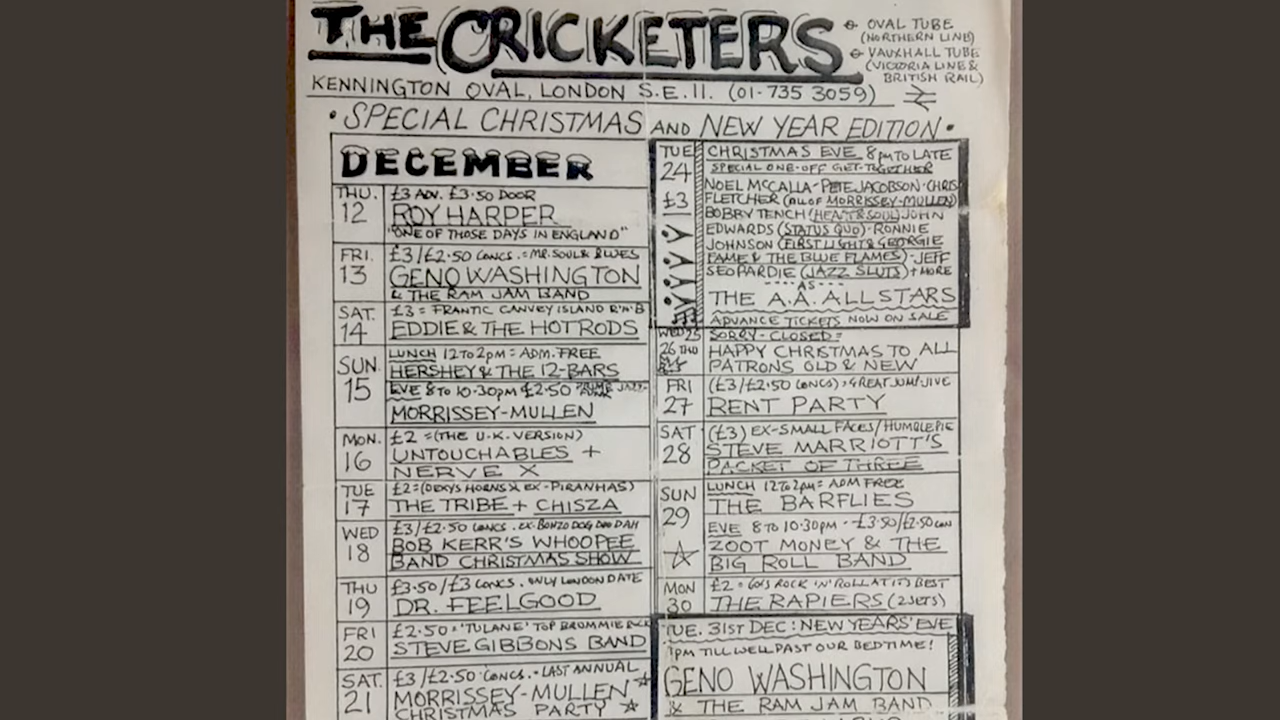 THE CRICKETERS
OVAL TUBE
(NORTHERN LINE)
VAUXHALL TUBE
(VICTORIA LINE &
BRITISH RAIL)
KENNINGTON OVAL, LONDON S.E.11. (01-735 3059)
• SPECIAL CHRISTMAS AND NEW YEAR EDITION •
DECEMBER
THU. 12
£3 ADV. £3.50 DOOR
ROY HARPER
"ONE OF THOSE DAYS IN ENGLAND"
FRI. 13
£3/£2.50 CONCS. = MR. SOUL & BLUES
GENO WASHINGTON
& THE RAM JAM BAND
SAT. 14
£3 = FRANTIC CANVEY ISLAND R'n'B
EDDIE & THE HOTRODS
SUN. 15
LUNCH 12 TO 2PM = ADM. FREE
HERSHEY & THE 12-BARS
EVE 8 TO 10.30PM £2.50 PRIME JAZZ-FUNK
MORRISSEY-MULLEN
MON. 16
£2 = (THE U.K. VERSION)
UNTOUCHABLES +
NERVE X
TUE 17
£2 = (DEXYS HORNS & EX-PIRANHAS)
THE TRIBE + CHISZA
WED 18
£3/£2.50 CONCS. EX-BONZO DOG DOO DAH
BOB KERR'S WHOOPEE
BAND CHRISTMAS SHOW
THU 19
£3.50/£3 CONCS. ONLY LONDON DATE
DR. FEELGOOD
FRI 20
£2.50 = 'TULANE' TOP BROMMIE ROCK
STEVE GIBBONS BAND
SAT. 21
£3/£2.50 CONCS. - LAST ANNUAL
MORRISSEY-MULLEN
CHRISTMAS PARTY
TUE 24
£3
CHRISTMAS EVE 8PM TO LATE
SPECIAL ONE-OFF GET-TOGETHER
NOEL McCALLA - PETE JACOBSON - CHRIS
FLETCHER (ALL OF MORRISSEY-MULLEN)
BOBBY TENCH (HEART & SOUL) JOHN
EDWARDS (STATUS QUO) - RONNIE
JOHNSON (FIRST LIGHT & GEORGIE
FAME & THE BLUE FLAMES) - JEFF
SEOPARDIE (JAZZ SLUTS) + MORE
---- AS ----
THE A.A. ALL STARS
ADVANCE TICKETS NOW ON SALE
WED 25
26 THU
SORRY - CLOSED =
HAPPY CHRISTMAS TO ALL
PATRONS OLD & NEW
FRI 27
(£3/£2.50 CONCS) = GREAT JUMP-JIVE
RENT PARTY
SAT 28
(£3) EX-SMALL FACES/HUMBLE PIE
STEVE MARRIOTT'S
PACKET OF THREE
SUN 29
LUNCH 12 TO 2PM = ADM FREE
THE BARFLIES
EVE 8 TO 10.30PM - £3.50/£2.50 CON
ZOOT MONEY & THE
BIG ROLL BAND
MON 30
£2 = 60'S ROCK 'N' ROLL AT ITS BEST
THE RAPIERS (2 SETS)
TUE. 31ST DEC: NEW YEARS' EVE
PM TILL WELL PAST OUR BEDTIME!
GENO WASHINGTON
& THE RAM JAM BAND